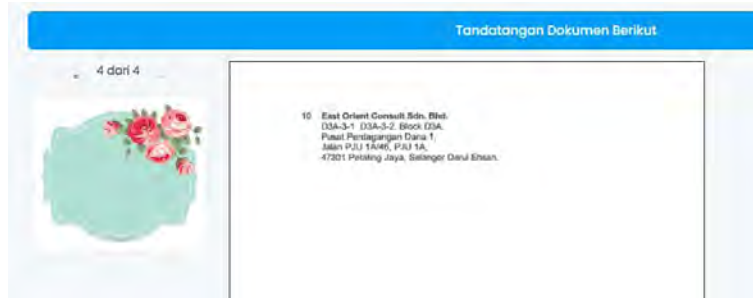 Tandatangan Dokumen Berikut
4 dari 4
10 East Orient Consult Sdn. Bhd.
D3A-3-1 D3A-3-2, Block D3A,
Pusat Perdagangan Dana 1,
Jalan PJU 1A/46, PJU 1A,
47301 Petaling Jaya, Selangor Darul Ehsan.